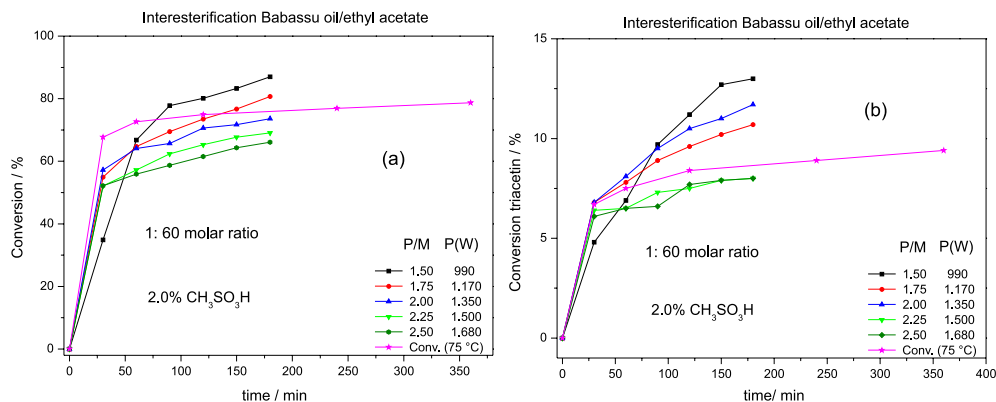 Interesterification Babassu oil/ethyl acetate
100
80
60
40
20
0
Conversion / %
(a)
1: 60 molar ratio
2.0% CH₃SO₃H
P/M P(W)
1.50 990
1.75 1.170
2.00 1.350
2.25 1.500
2.50 1.680
Conv. (75 °C)
0 50 100 150 200 250 300 350
time/ min
Interesterification Babassu oil/ethyl acetate
15
10
5
0
Conversion triacetin / %
(b)
1: 60 molar ratio
2.0% CH₃SO₃H
P/M P(W)
1.50 990
1.75 1.170
2.00 1.350
2.25 1.500
2.50 1.680
Conv. (75 °C)
0 50 100 150 200 250 300 350 400
time / min